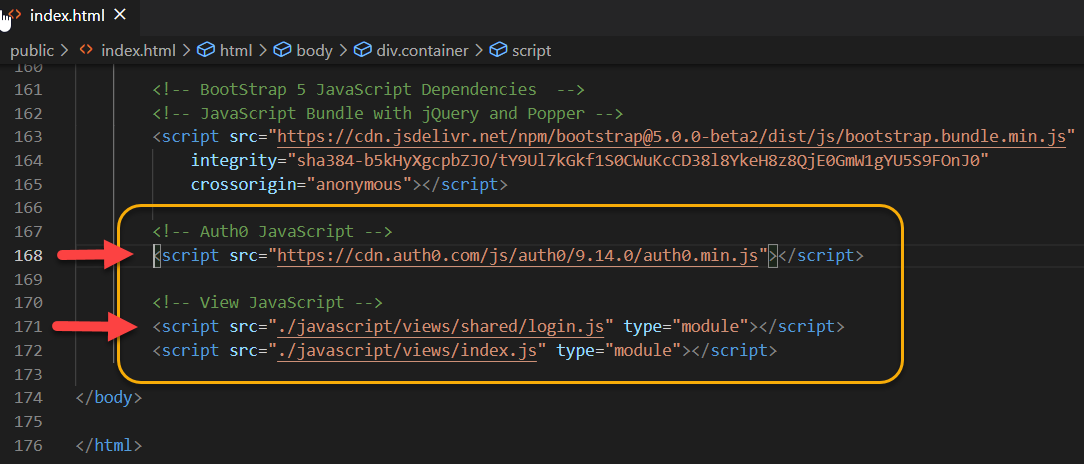 index.html
public > index.html > html > body > div.container > script
160
161 <!-- BootStrap 5 JavaScript Dependencies  -->
162 <!-- JavaScript Bundle with jQuery and Popper -->
163 <script src="https://cdn.jsdelivr.net/npm/bootstrap@5.0.0-beta2/dist/js/bootstrap.bundle.min.js"
164 integrity="sha384-b5kHyXgcpbZJO/tY9Ul7kGkf1S0CWuKcCD38l8YkeH8z8QjE0GmW1gYU5S9FOnJ0"
165 crossorigin="anonymous"></script>
166
167 <!-- Auth0 JavaScript -->
168 <script src="https://cdn.auth0.com/js/auth0/9.14.0/auth0.min.js"></script>
169
170 <!-- View JavaScript -->
171 <script src="./javascript/views/shared/login.js" type="module"></script>
172 <script src="./javascript/views/index.js" type="module"></script>
173
174 </body>
175
176 </html>